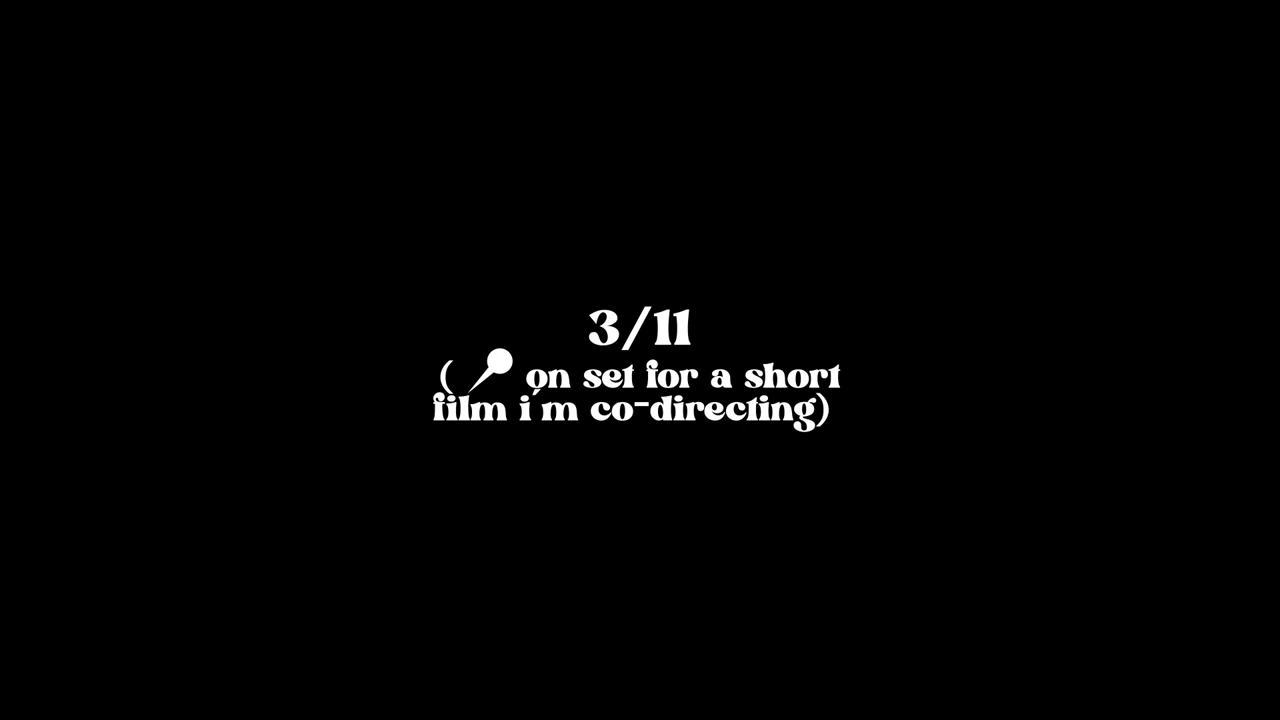 3/11
(📍 on set for a short
film i'm co-directing)